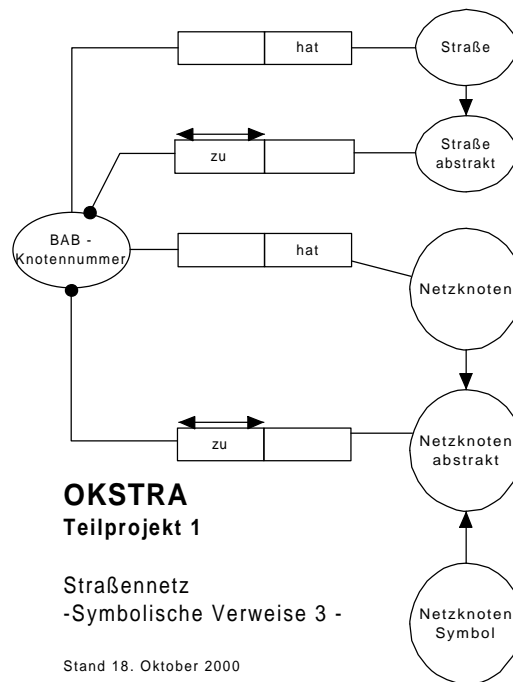 hat
Straße
zu
Straße
abstrakt
BAB -
Knotennummer
hat
Netzknoten
zu
Netzknoten
abstrakt
OKSTRA
Teilprojekt 1
Straßennetz
-Symbolische Verweise 3 -
Netzknoten
Symbol
Stand 18. Oktober 2000